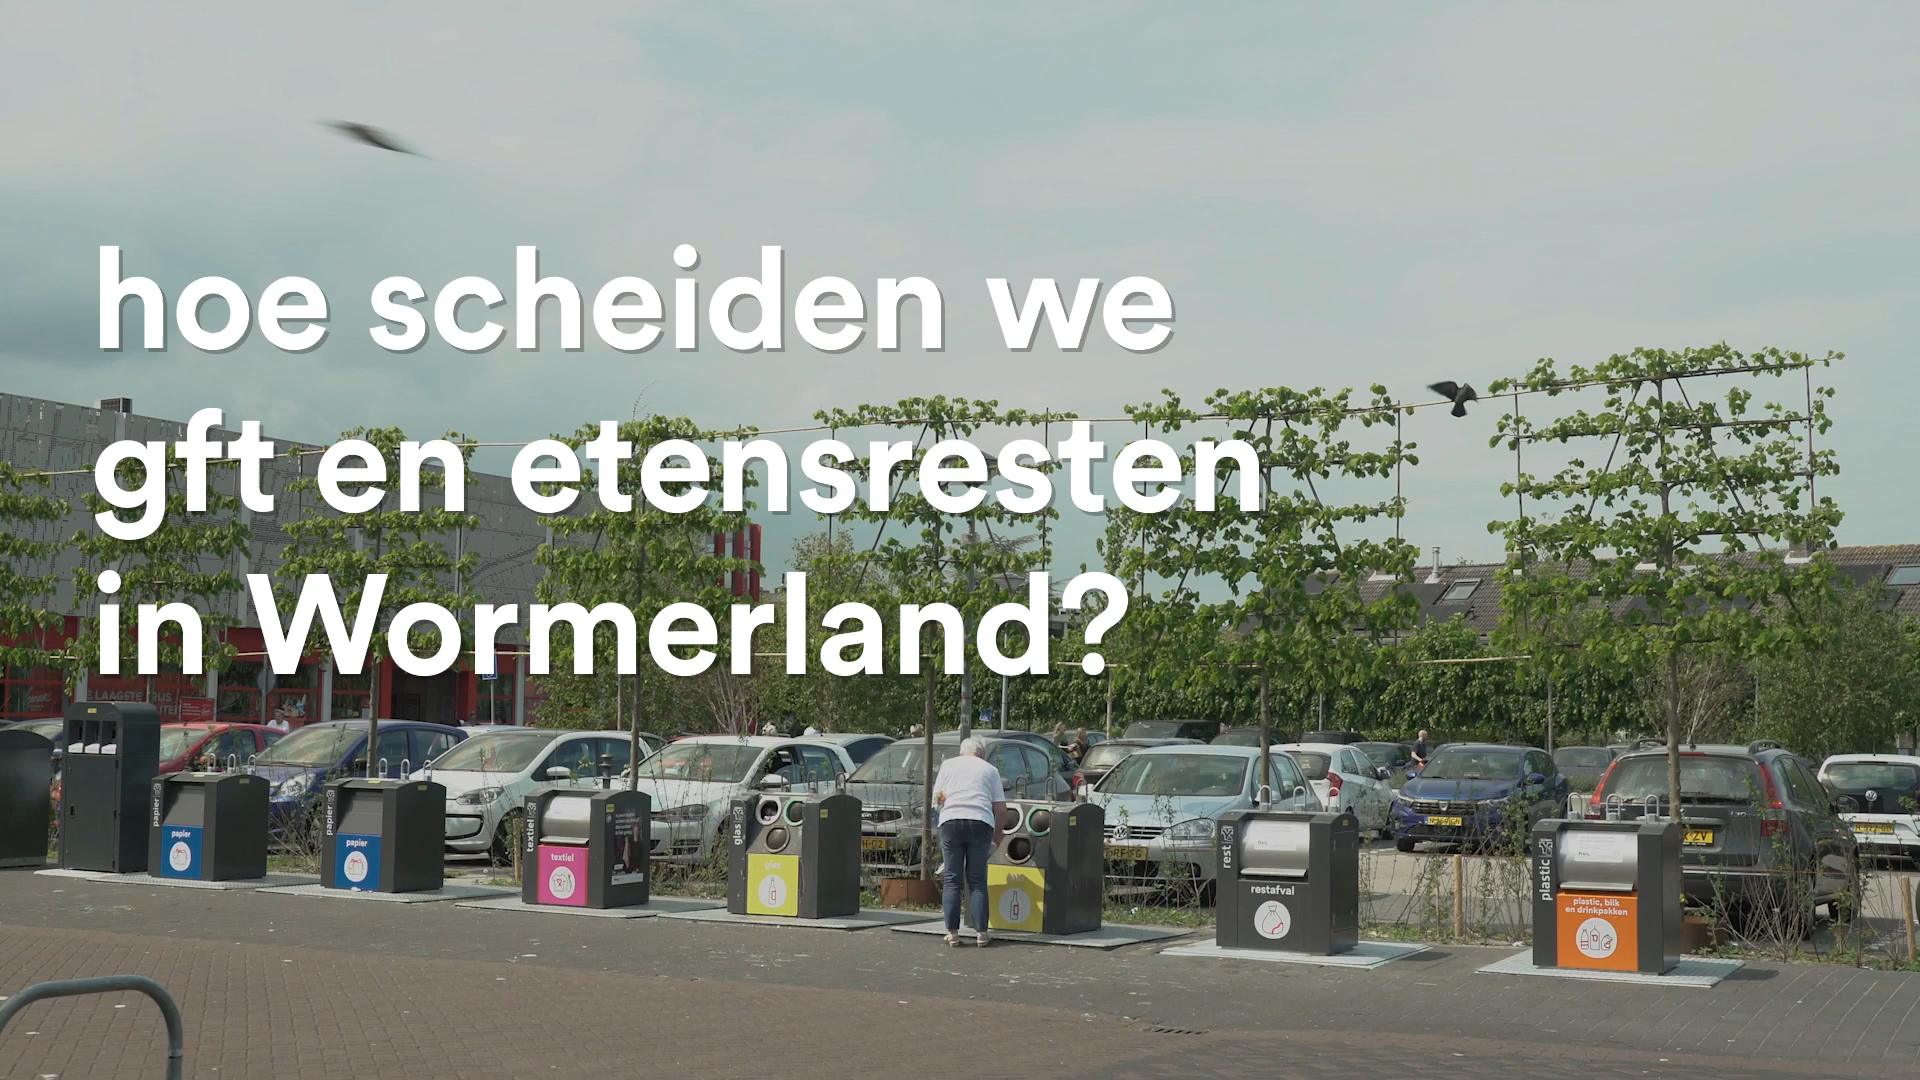 hoe scheiden we
gft en etensresten
in Wormerland?
E LAAGSTE
papier
papier
papier
papier
textiel
textiel
glas
glas
rest
restafval
plastic
plastic, blik
en drinkpakken